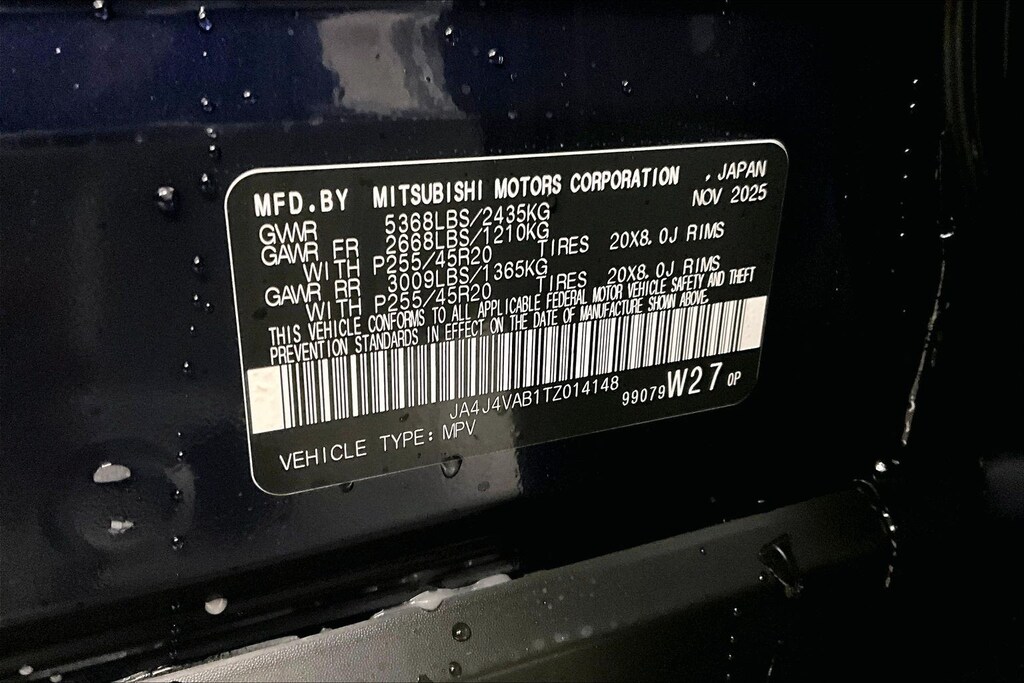 MFD.BY MITSUBISHI MOTORS CORPORATION , JAPAN
NOV 2025
GVWR 5368LBS/2435KG
GAWR FR 2668LBS/1210KG
WITH P255/45R20 TIRES 20X8.0J RIMS
GAWR RR 3009LBS/1365KG
WITH P255/45R20 TIRES 20X8.0J RIMS
THIS VEHICLE CONFORMS TO ALL APPLICABLE FEDERAL MOTOR VEHICLE SAFETY AND THEFT
PREVENTION STANDARDS IN EFFECT ON THE DATE OF MANUFACTURE SHOWN ABOVE.
JA4J4VAB1TZ014148
99079W27 0P
VEHICLE TYPE: MPV